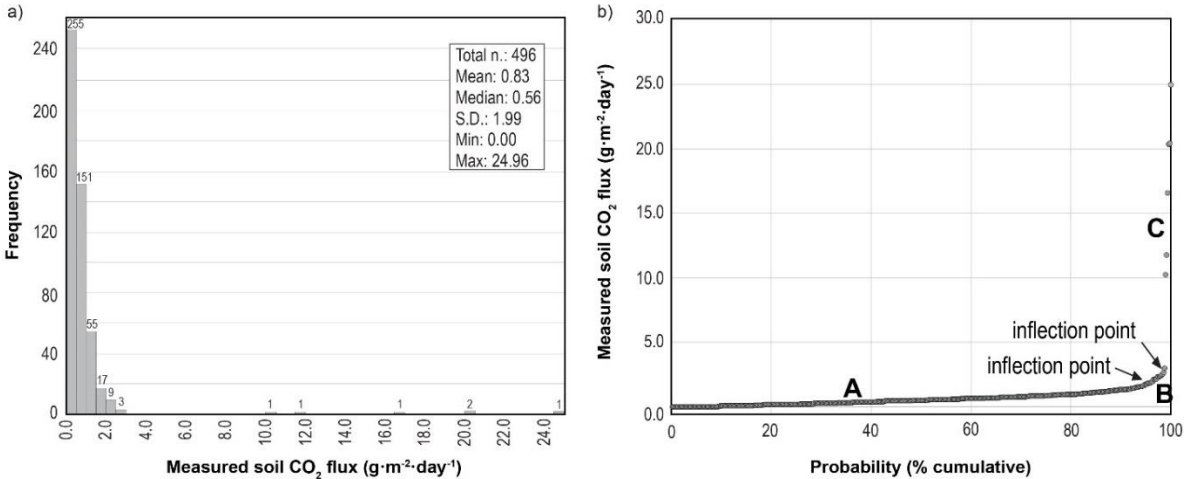 a)
255
240
200
160
120
80
40
0
Frequency
151
55
17
9
3
1
1
1
2
1
Total n.: 496
Mean: 0.83
Median: 0.56
S.D.: 1.99
Min: 0.00
Max: 24.96
0.0 2.0 4.0 6.0 8.0 10.0 12.0 14.0 16.0 18.0 20.0 22.0 24.0
Measured soil CO₂ flux (g·m⁻²·day⁻¹)
b)
30.0
25.0
20.0
15.0
10.0
5.0
0.0
Measured soil CO₂ flux (g·m⁻²·day⁻¹)
C
inflection point
inflection point
A
B
0 20 40 60 80 100
Probability (% cumulative)